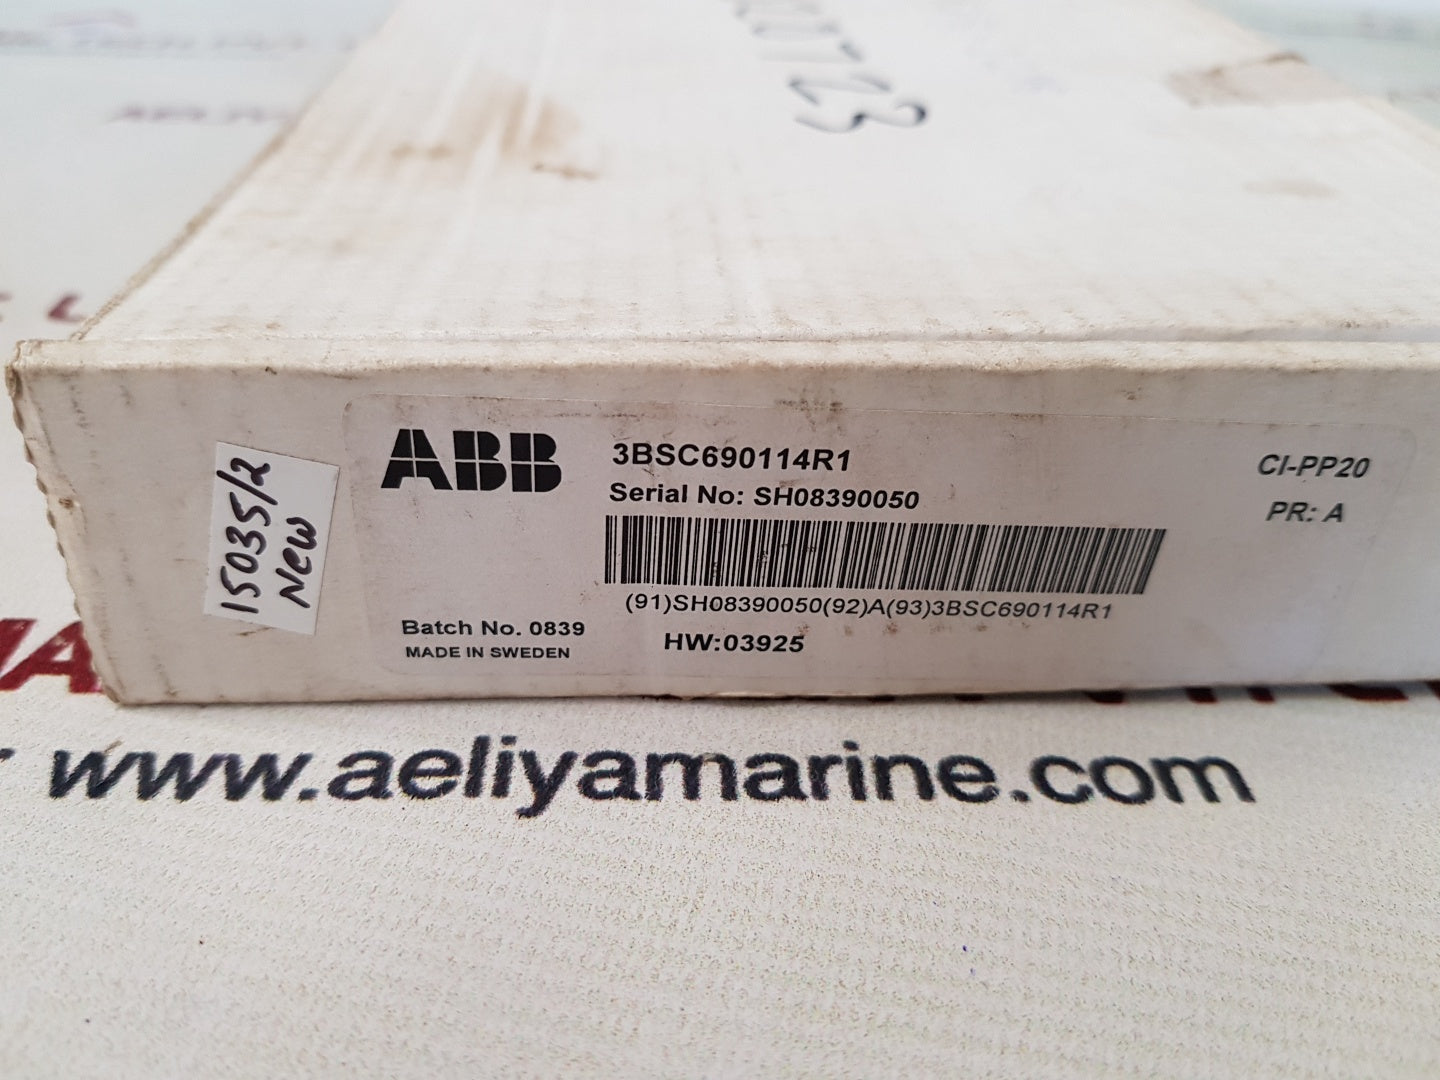 23
ABB
3BSC690114R1
Serial No: SH08390050
(91)SH08390050(92)A(93)3BSC690114R1
HW:03925
Batch No. 0839
MADE IN SWEDEN
CI-PP20
PR: A
15035/2
New
www.aeliyamarine.com